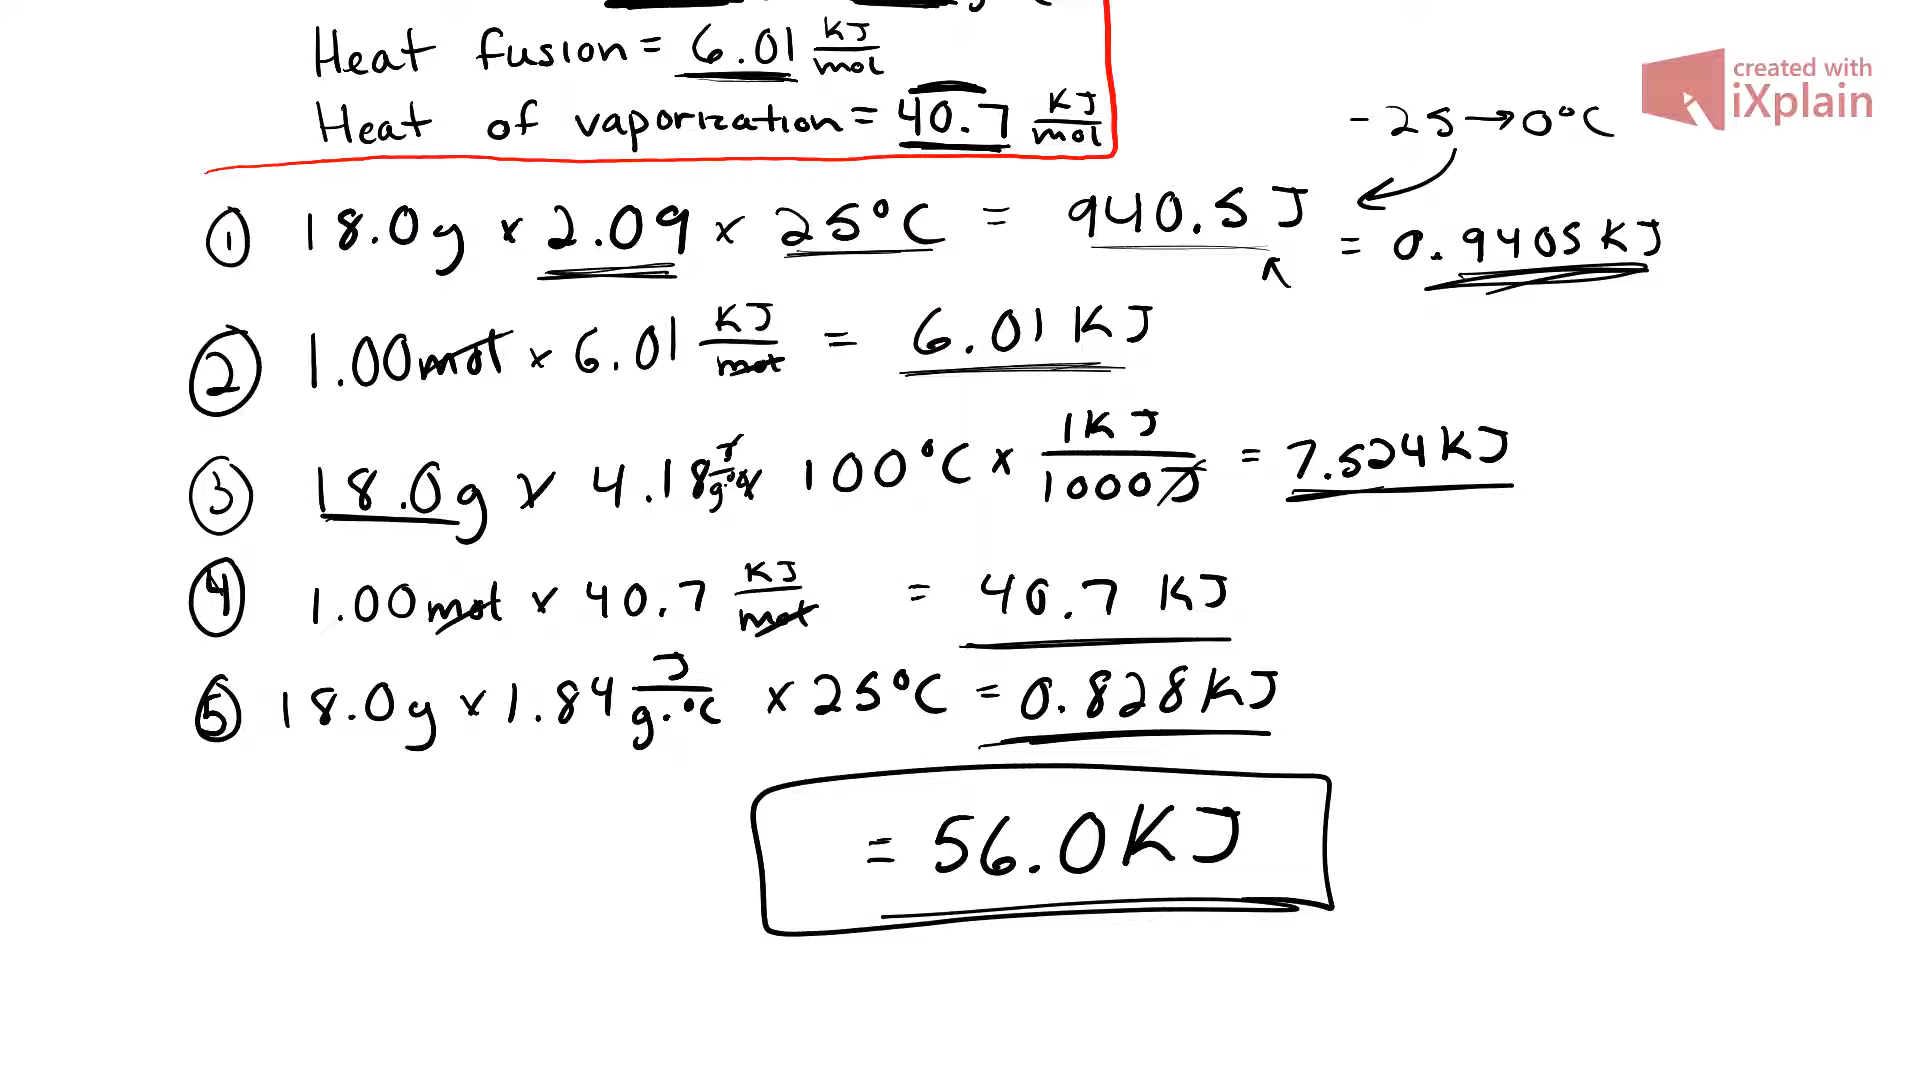 Heat fusion = 6.01 KJ/mol
Heat of vaporization = 40.7 KJ/mol
created with
iXplain
-25 → 0°C
① 18.0g x 2.09 x 25°C = 940.5 J = 0.9405 KJ
② 1.00 mol x 6.01 KJ/mol = 6.01 KJ
③ 18.0g x 4.18 J/g·°C x 100°C x 1KJ/1000J = 7.524 KJ
④ 1.00 mol x 40.7 KJ/mol = 40.7 KJ
⑤ 18.0g x 1.84 J/g·°C x 25°C = 0.828 KJ
= 56.0 KJ